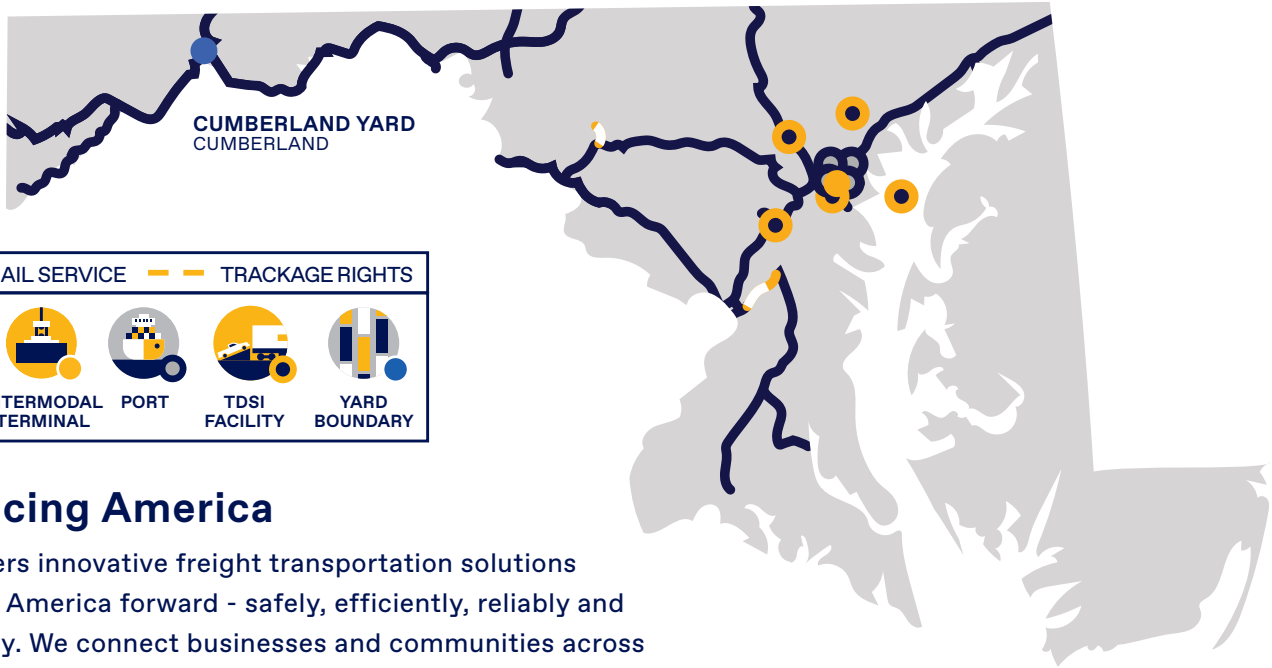 CUMBERLAND YARD
CUMBERLAND
AIL SERVICE TRACKAGE RIGHTS
TERMODAL TERMINAL
PORT
TDSI FACILITY
YARD BOUNDARY
cing America
ers innovative freight transportation solutions
America forward - safely, efficiently, reliably and
y. We connect businesses and communities across